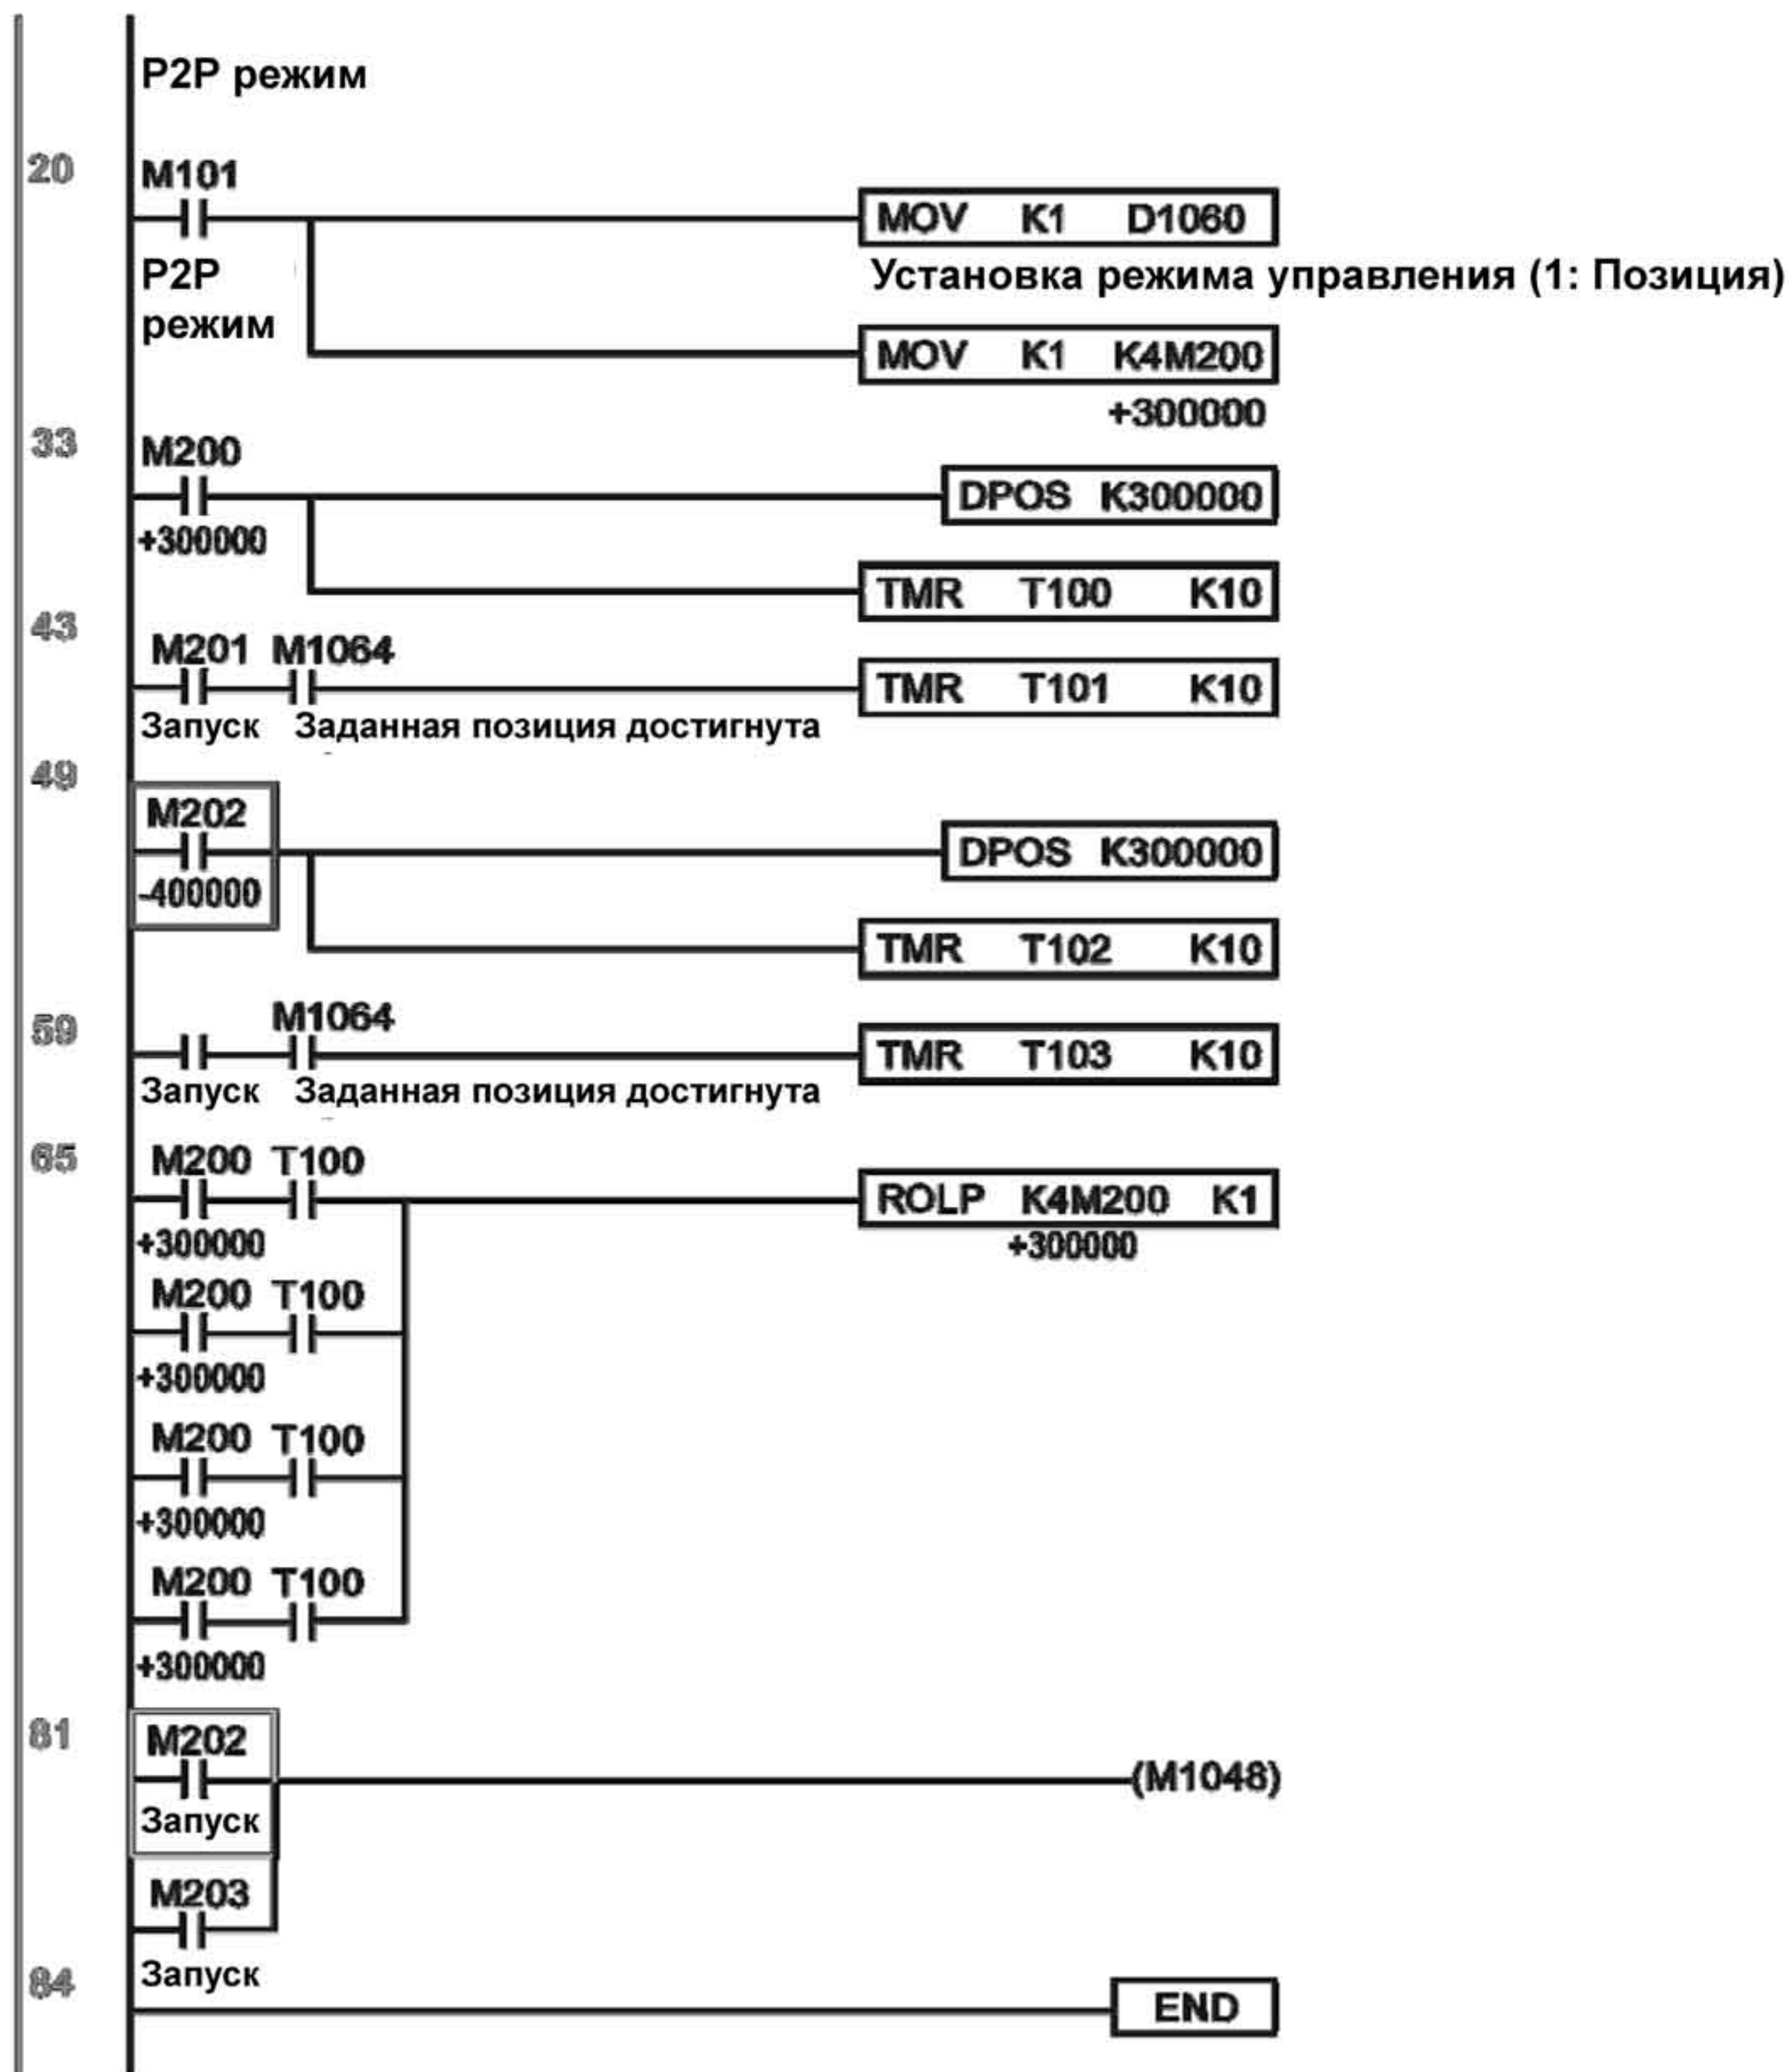 P2P режим
20
M101
MOV K1 D1060
P2P
режим
Установка режима управления (1: Позиция)
MOV K1 K4M200
+300000
33
M200
DPOS K300000
+300000
TMR T100 K10
43
M201 M1064
TMR T101 K10
Запуск Заданная позиция достигнута
49
M202
DPOS K300000
-400000
TMR T102 K10
59
M1064
TMR T103 K10
Запуск Заданная позиция достигнута
65
M200 T100
ROLP K4M200 K1
+300000
+300000
M200 T100
+300000
M200 T100
+300000
M200 T100
+300000
81
M202
(M1048)
Запуск
M203
Запуск
84
END